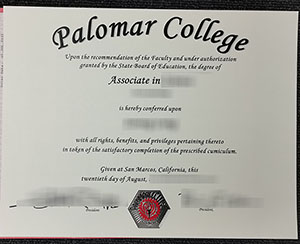 Palomar College
Upon the recommendation of the Faculty and under authorization
granted by the State Board of Education, the degree of
Associate in
is hereby conferred upon
with all rights, benefits, and privileges pertaining thereto
in token of the satisfactory completion of the prescribed curriculum.
Given at San Marcos, California, this
twentieth day of August,
President